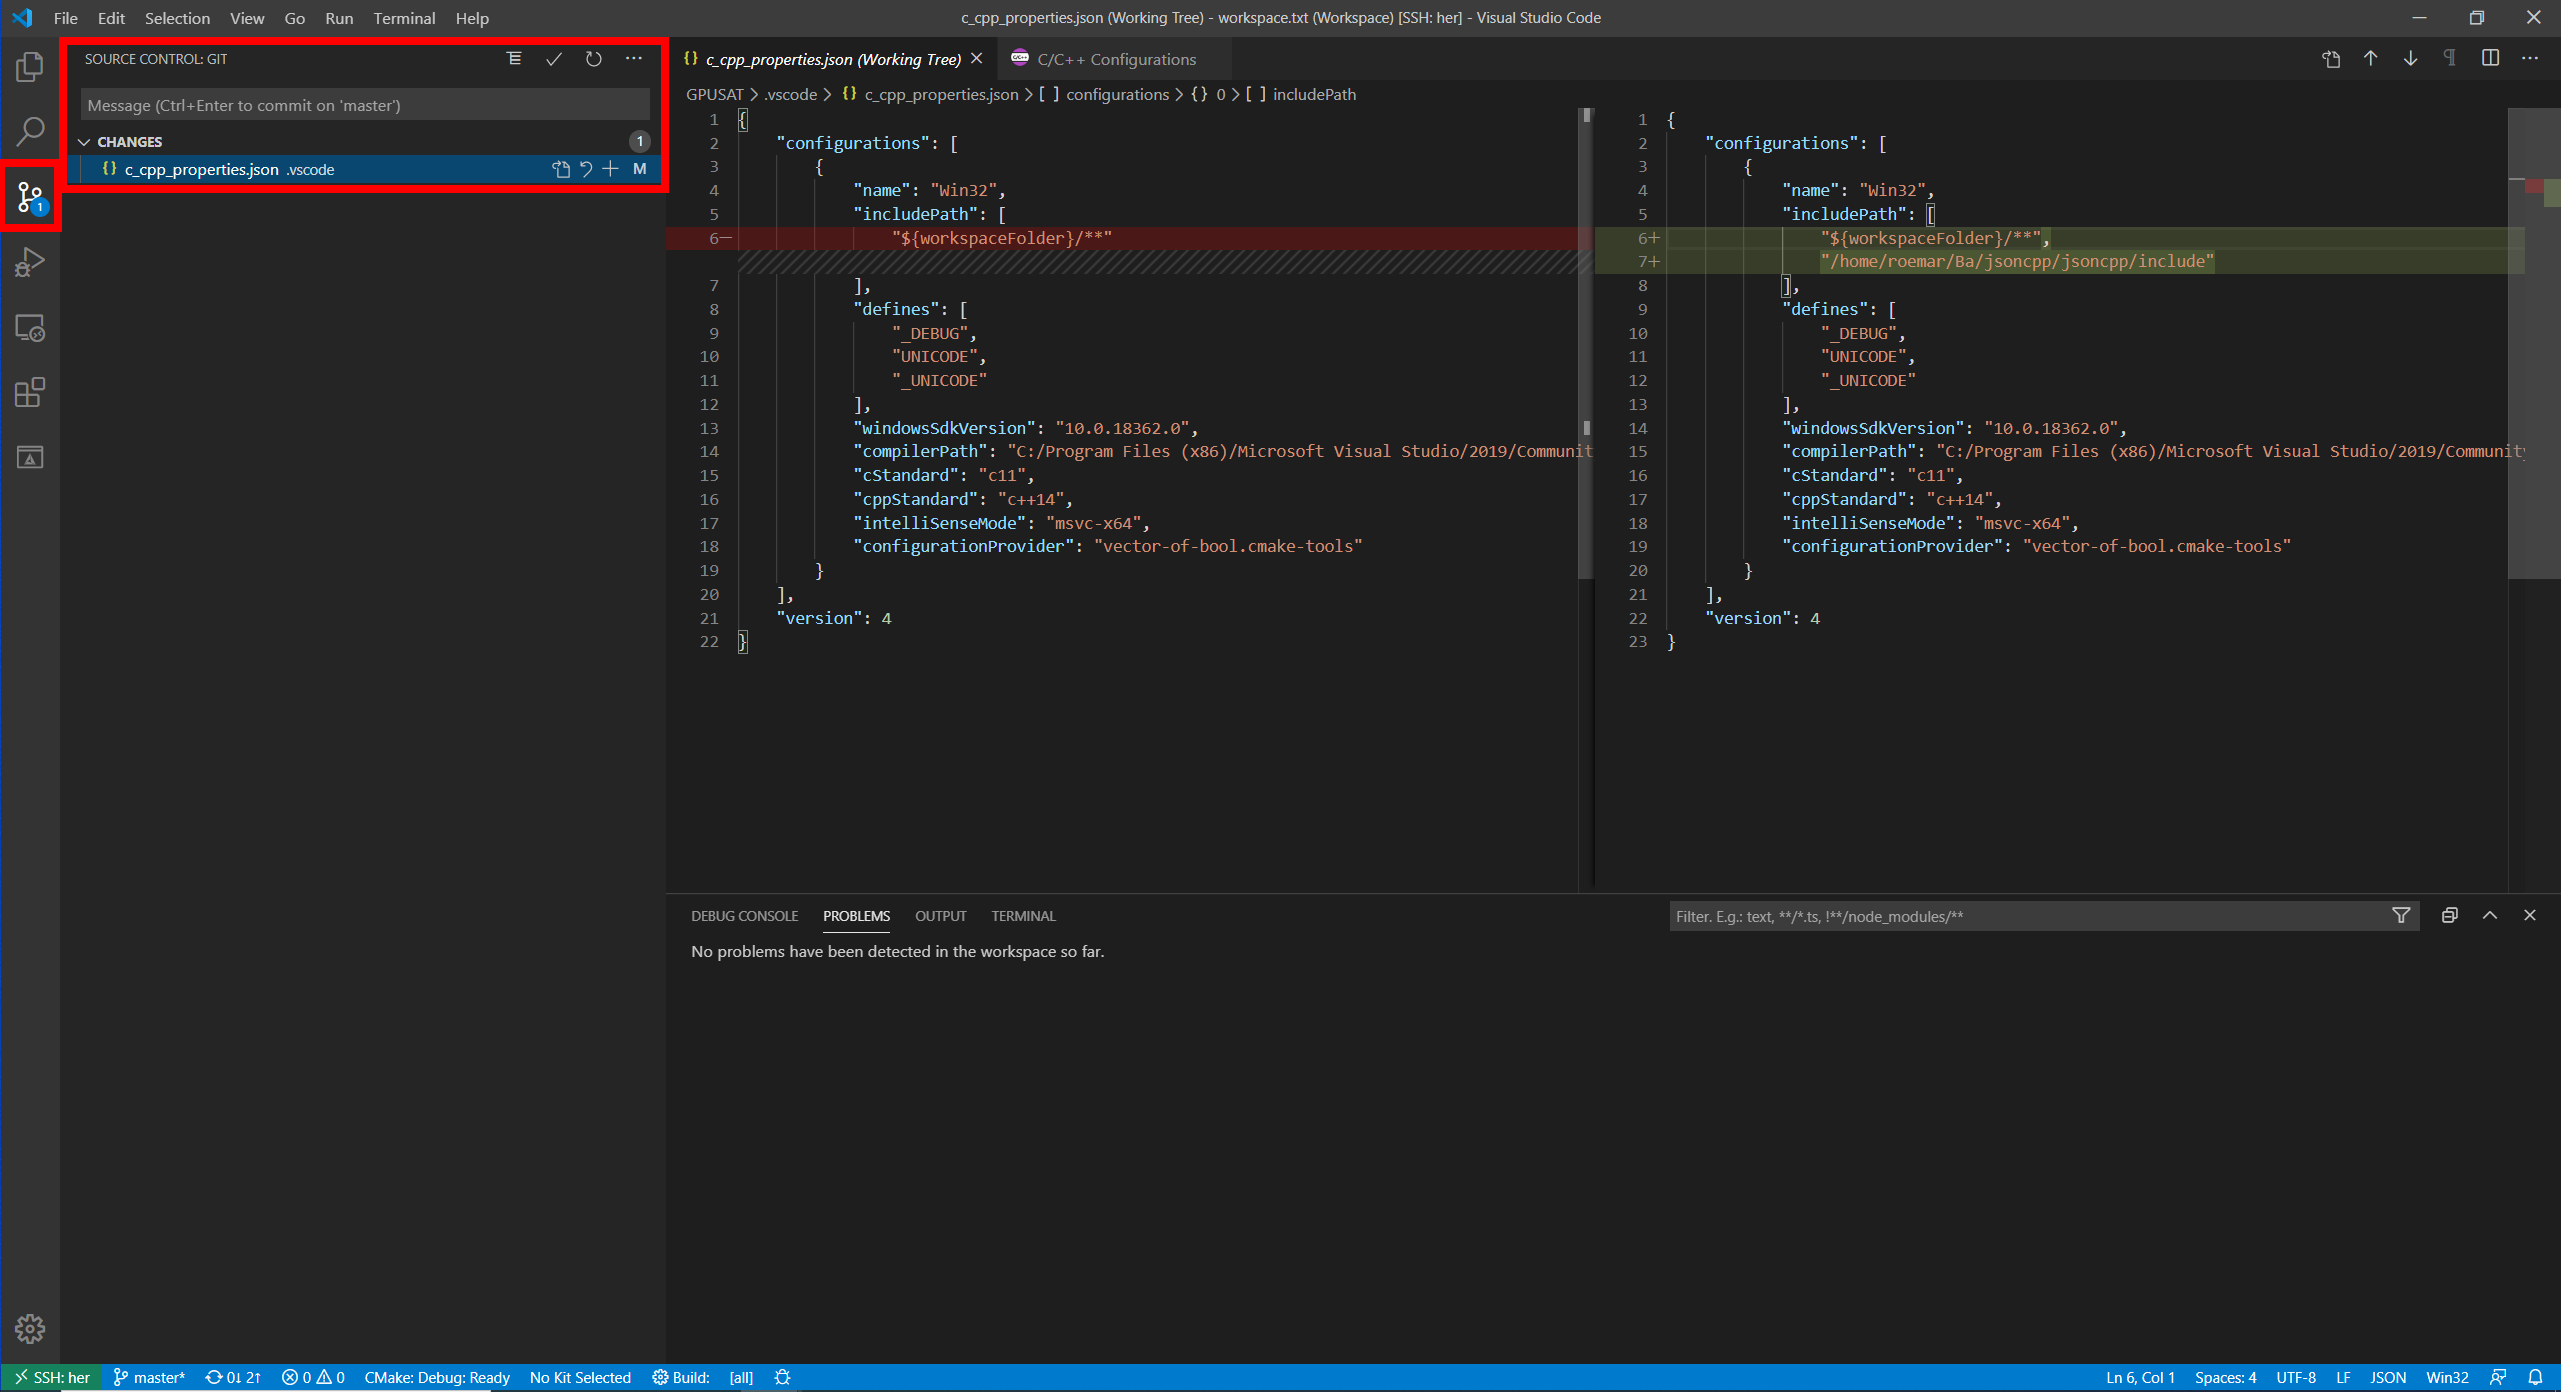 File Edit Selection View Go Run Terminal Help
c_cpp_properties.json (Working Tree) - workspace.txt (Workspace) [SSH: her] - Visual Studio Code
SOURCE CONTROL: GIT
Message (Ctrl+Enter to commit on 'master')
CHANGES 1
{} c_cpp_properties.json .vscode M
1
{} c_cpp_properties.json (Working Tree)
C/C++ C/C++ Configurations
GPUSAT > .vscode > {} c_cpp_properties.json > [ ] configurations > {} 0 > [ ] includePath
1 {
2 "configurations": [
3 {
4 "name": "Win32",
5 "includePath": [
6− "${workspaceFolder}/**"
7 ],
8 "defines": [
9 "_DEBUG",
10 "UNICODE",
11 "_UNICODE"
12 ],
13 "windowsSdkVersion": "10.0.18362.0",
14 "compilerPath": "C:/Program Files (x86)/Microsoft Visual Studio/2019/Communit
15 "cStandard": "c11",
16 "cppStandard": "c++14",
17 "intelliSenseMode": "msvc-x64",
18 "configurationProvider": "vector-of-bool.cmake-tools"
19 }
20 ],
21 "version": 4
22 }
1 {
2 "configurations": [
3 {
4 "name": "Win32",
5 "includePath": [
6+ "${workspaceFolder}/**",
7+ "/home/roemar/Ba/jsoncpp/jsoncpp/include"
8 ],
9 "defines": [
10 "_DEBUG",
11 "UNICODE",
12 "_UNICODE"
13 ],
14 "windowsSdkVersion": "10.0.18362.0",
15 "compilerPath": "C:/Program Files (x86)/Microsoft Visual Studio/2019/Community
16 "cStandard": "c11",
17 "cppStandard": "c++14",
18 "intelliSenseMode": "msvc-x64",
19 "configurationProvider": "vector-of-bool.cmake-tools"
20 }
21 ],
22 "version": 4
23 }
DEBUG CONSOLE PROBLEMS OUTPUT TERMINAL
Filter. E.g.: text, **/*.ts, !**/node_modules/**
No problems have been detected in the workspace so far.
SSH: her master* 0↓ 2↑ 0 0 CMake: Debug: Ready No Kit Selected Build: [all]
Ln 6, Col 1 Spaces: 4 UTF-8 LF JSON Win32